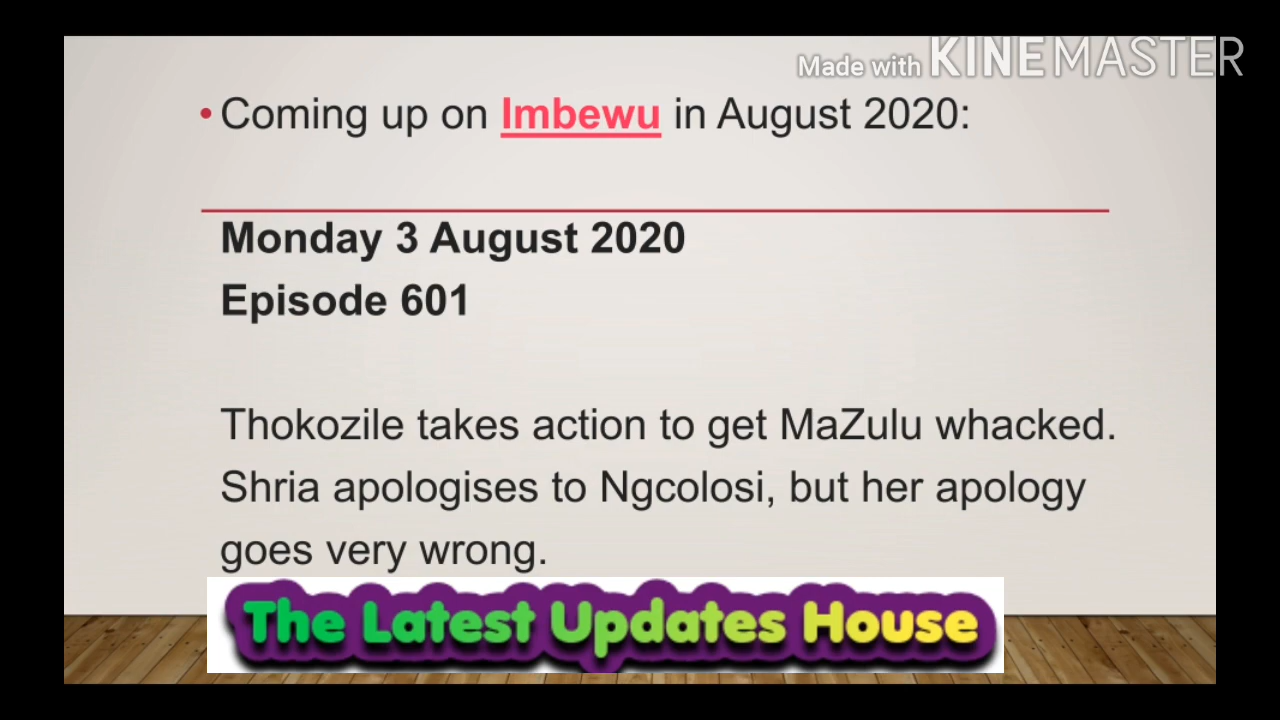 Made with KINEMASTER
• Coming up on Imbewu in August 2020:
Monday 3 August 2020
Episode 601
Thokozile takes action to get MaZulu whacked.
Shria apologises to Ngcolosi, but her apology
goes very wrong.
The Latest Updates House